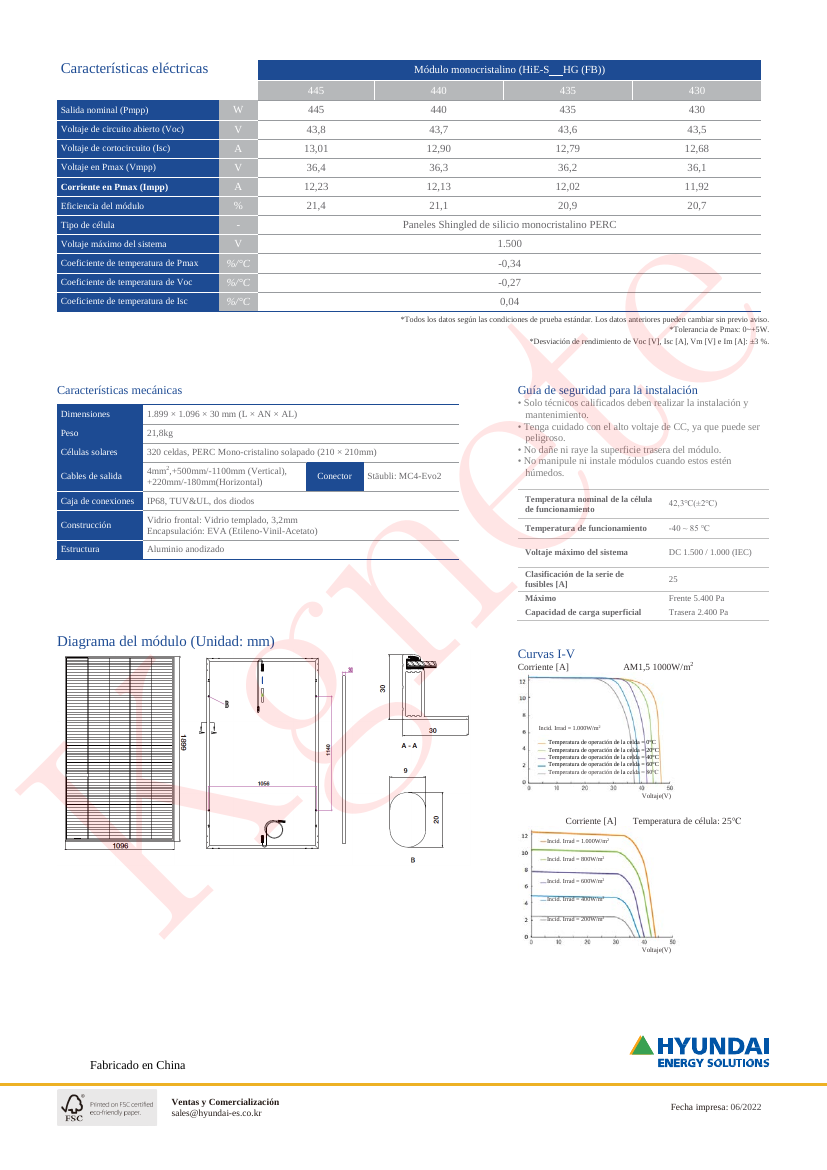 Características eléctricas
Módulo monocristalino (HiE-S__HG (FB))
445 440 435 430
Salida nominal (Pmpp) W 445 440 435 430
Voltaje de circuito abierto (Voc) V 43,8 43,7 43,6 43,5
Voltaje de cortocircuito (Isc) A 13,01 12,90 12,79 12,68
Voltaje en Pmax (Vmpp) V 36,4 36,3 36,2 36,1
Corriente en Pmax (Impp) A 12,23 12,13 12,02 11,92
Eficiencia del módulo % 21,4 21,1 20,9 20,7
Tipo de célula - Paneles Shingled de silicio monocristalino PERC
Voltaje máximo del sistema V 1.500
Coeficiente de temperatura de Pmax %/°C -0,34
Coeficiente de temperatura de Voc %/°C -0,27
Coeficiente de temperatura de Isc %/°C 0,04
*Todos los datos según las condiciones de prueba estándar. Los datos anteriores pueden cambiar sin previo aviso.
*Tolerancia de Pmax: 0~+5W.
*Desviación de rendimiento de Voc [V], Isc [A], Vm [V] e Im [A]: ±3 %.
Características mecánicas
Dimensiones 1.899 × 1.096 × 30 mm (L × AN × AL)
Peso 21,8kg
Células solares 320 celdas, PERC Mono-cristalino solapado (210 × 210mm)
Cables de salida 4mm²,+500mm/-1100mm (Vertical),
+220mm/-180mm(Horizontal)
Conector Stäubli: MC4-Evo2
Caja de conexiones IP68, TUV&UL, dos diodos
Construcción Vidrio frontal: Vidrio templado, 3,2mm
Encapsulación: EVA (Etileno-Vinil-Acetato)
Estructura Aluminio anodizado
Guía de seguridad para la instalación
• Solo técnicos calificados deben realizar la instalación y
mantenimiento.
• Tenga cuidado con el alto voltaje de CC, ya que puede ser
peligroso.
• No dañe ni raye la superficie trasera del módulo.
• No manipule ni instale módulos cuando estos estén
húmedos.
Temperatura nominal de la célula
de funcionamiento 42,3°C(±2°C)
Temperatura de funcionamiento -40 ~ 85 °C
Voltaje máximo del sistema DC 1.500 / 1.000 (IEC)
Clasificación de la serie de
fusibles [A] 25
Máximo Frente 5.400 Pa
Capacidad de carga superficial Trasera 2.400 Pa
Diagrama del módulo (Unidad: mm)
1899
1096
1056
1140
30
30
A - A
9
20
B
Curvas I-V
Corriente [A] AM1,5 1000W/m²
12
10
8
6
4
2
0
Incid. Irrad = 1.000W/m²
Temperatura de operación de la celda = 0°C
Temperatura de operación de la celda = 20°C
Temperatura de operación de la celda = 40°C
Temperatura de operación de la celda = 60°C
Temperatura de operación de la celda = 80°C
0 10 20 30 40 50
Voltaje(V)
Corriente [A] Temperatura de célula: 25°C
12
10
8
6
4
2
0
Incid. Irrad = 1.000W/m²
Incid. Irrad = 800W/m²
Incid. Irrad = 600W/m²
Incid. Irrad = 400W/m²
Incid. Irrad = 200W/m²
0 10 20 30 40 50
Voltaje(V)
Kgnete
HYUNDAI
ENERGY SOLUTIONS
Fabricado en China
FSC
Printed on FSC certified
eco-friendly paper.
Ventas y Comercialización
sales@hyundai-es.co.kr
Fecha impresa: 06/2022